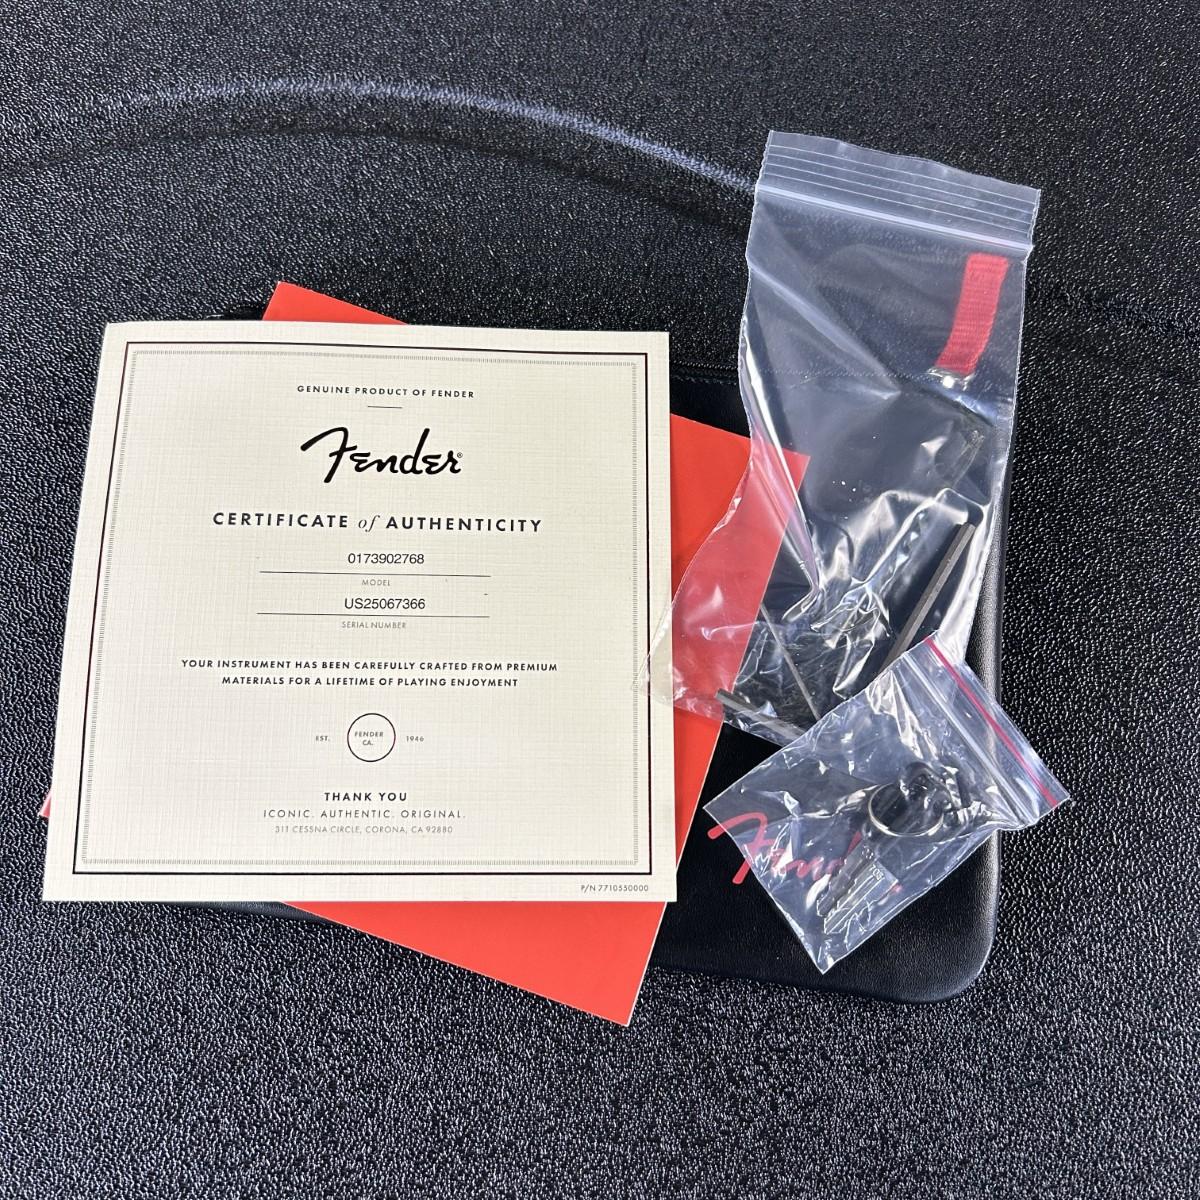 GENUINE PRODUCT OF FENDER
Fender®
CERTIFICATE of AUTHENTICITY
0173902768
MODEL
US25067366
SERIAL NUMBER
YOUR INSTRUMENT HAS BEEN CAREFULLY CRAFTED FROM PREMIUM
MATERIALS FOR A LIFETIME OF PLAYING ENJOYMENT
EST. FENDER CA. 1946
THANK YOU
ICONIC. AUTHENTIC. ORIGINAL.
311 CESSNA CIRCLE, CORONA, CA 92880
P/N 7710550000
Fender